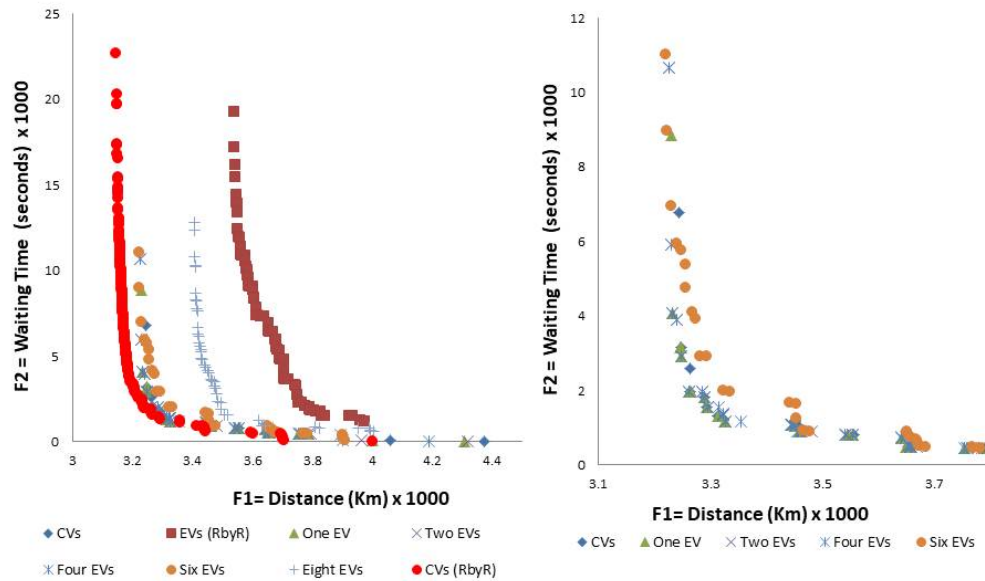 25
20
15
10
5
0
F2 = Waiting Time (seconds) x 1000
3 3.2 3.4 3.6 3.8 4 4.2 4.4
F1= Distance (Km) x 1000
CVs EVs (RbyR) One EV Two EVs
Four EVs Six EVs Eight EVs CVs (RbyR)
12
10
8
6
4
2
0
F2 = Waiting Time (seconds) x 1000
3.1 3.3 3.5 3.7
F1= Distance (Km) x 1000
CVs One EV Two EVs Four EVs Six EVs